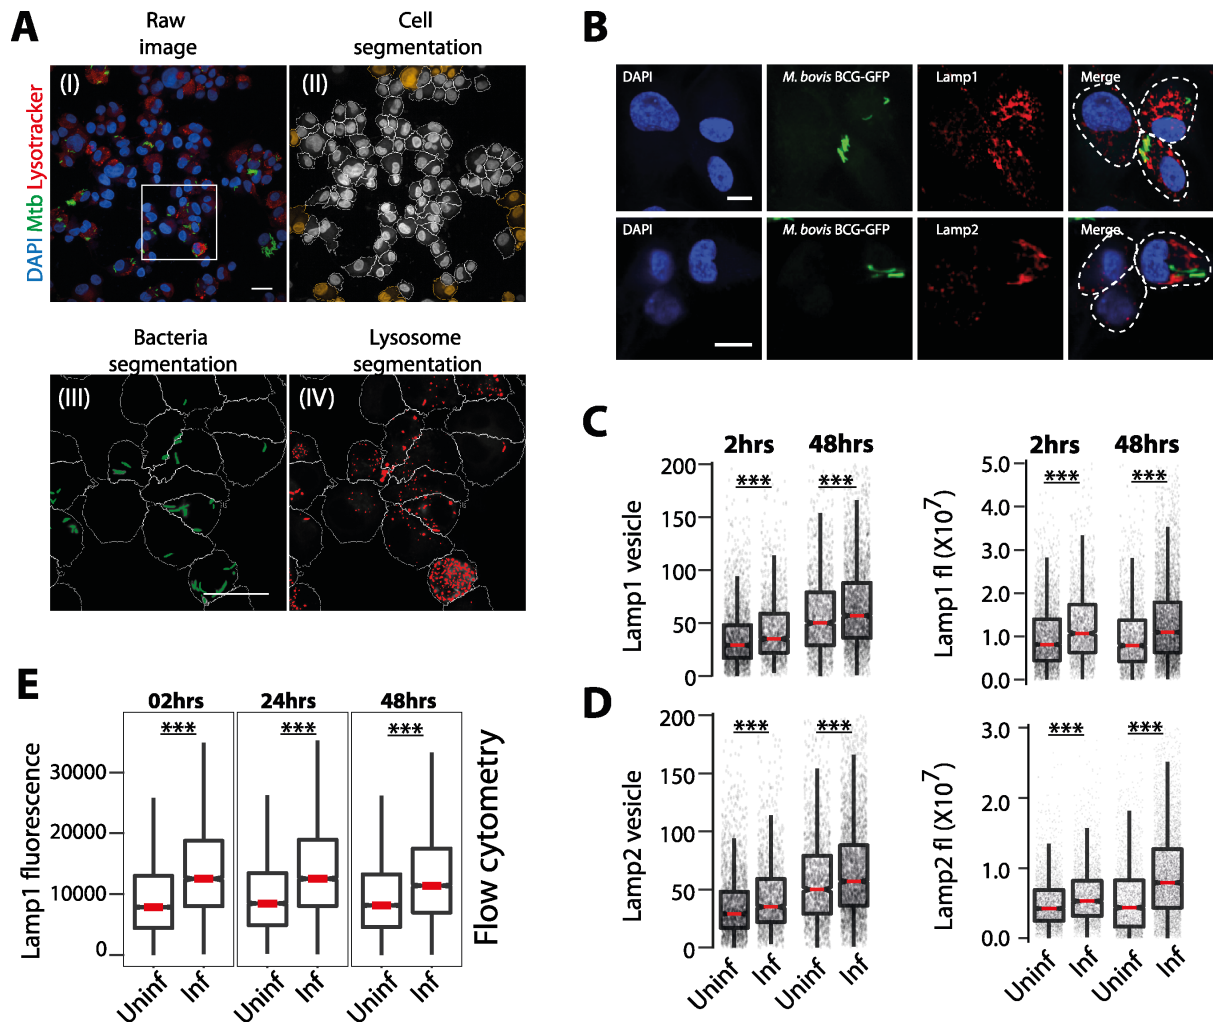 A
Raw
image
Cell
segmentation
DAPI Mtb Lysotracker
(I)
(II)
Bacteria
segmentation
Lysosome
segmentation
(III)
(IV)
B
DAPI
M. bovis BCG-GFP
Lamp1
Merge
DAPI
M. bovis BCG-GFP
Lamp2
Merge
C
2hrs
48hrs
Lamp1 vesicle
200
150
100
50
0
***
***
2hrs
48hrs
Lamp1 fl (X10⁷)
5.0
4.0
3.0
2.0
1.0
0.0
***
***
D
Lamp2 vesicle
200
150
100
50
0
***
***
Uninf
Inf
Uninf
Inf
Lamp2 fl (X10⁷)
3.0
2.0
1.0
0.0
***
***
Uninf
Inf
Uninf
Inf
E
02hrs
24hrs
48hrs
Lamp1 fluorescence
30000
20000
10000
0
***
***
***
Uninf
Inf
Uninf
Inf
Uninf
Inf
Flow cytometry